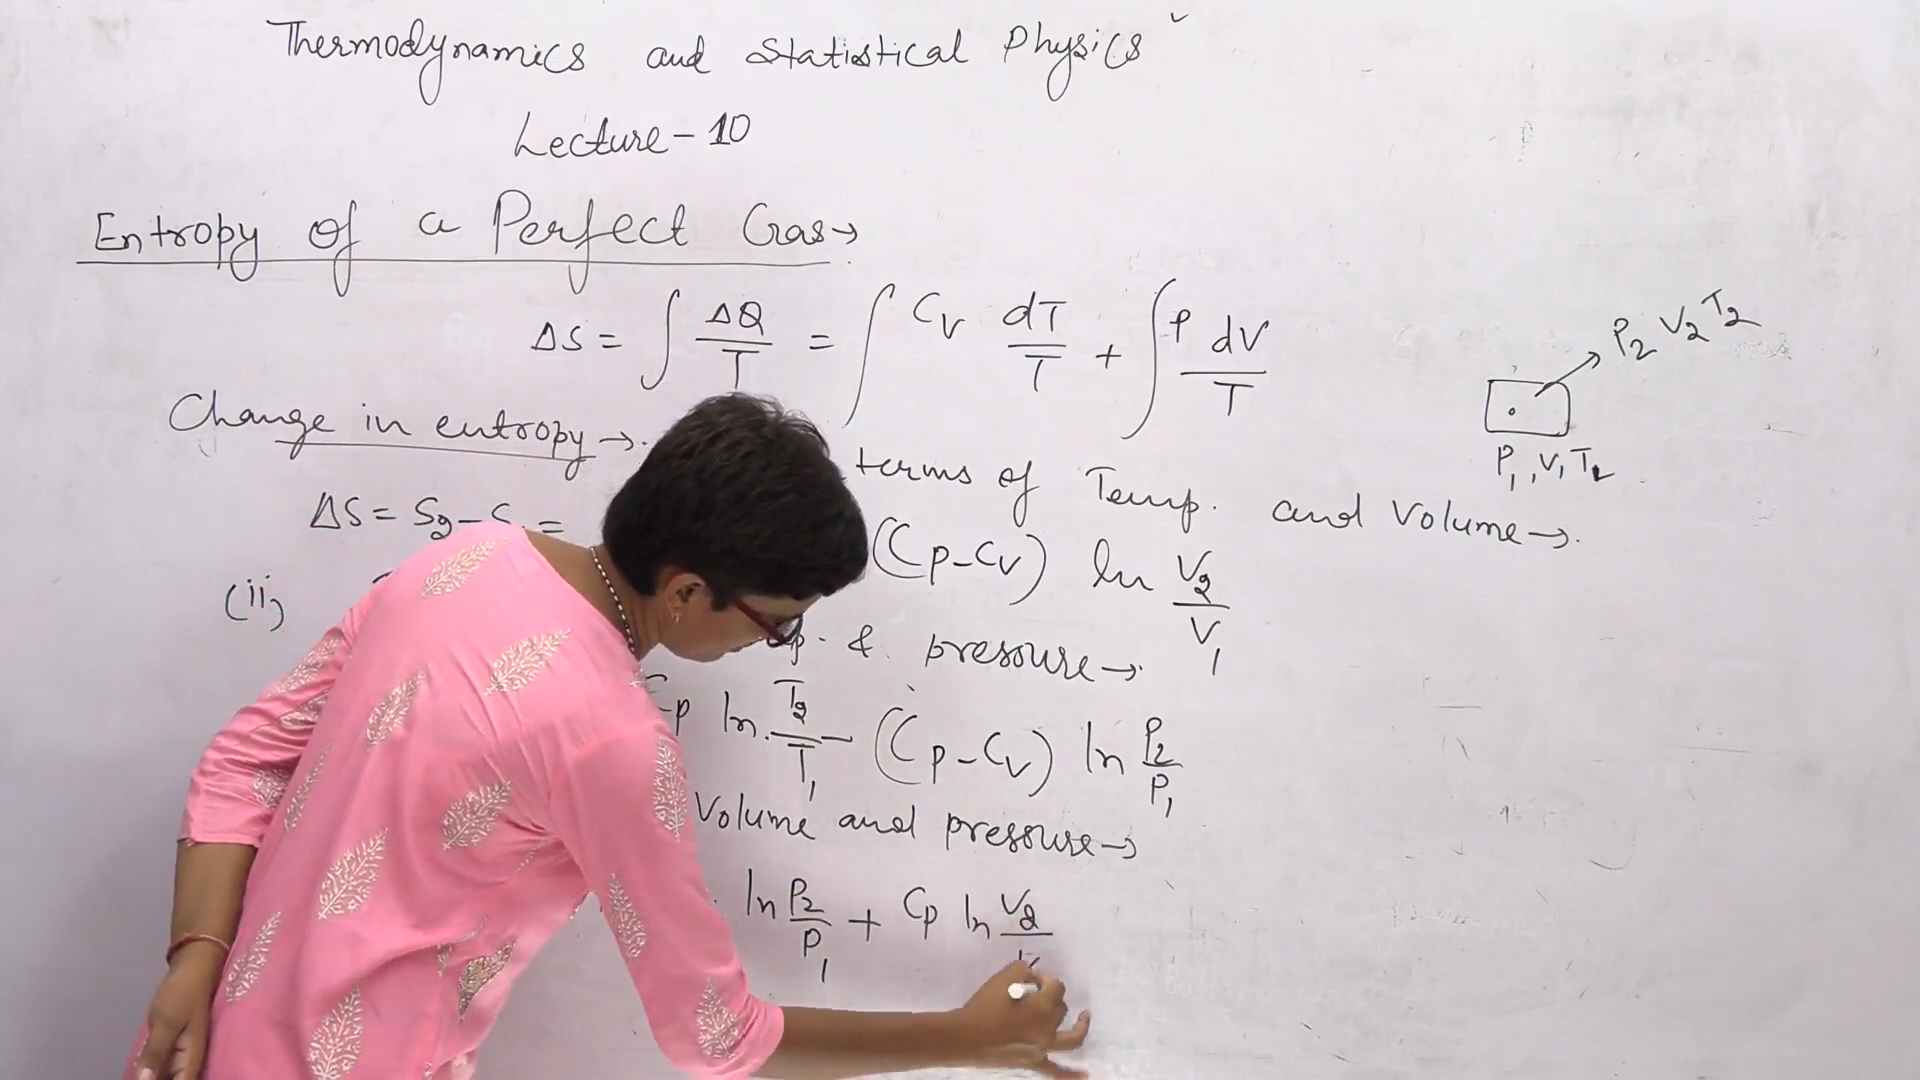 Thermodynamics and Statistical Physics
Lecture-10
Entropy of a Perfect Gas→
ΔS = ∫ ΔQ/T = ∫ Cv dT/T + ∫ P dV/T
P2 V2 T2
P1, V1 T2
Change in entropy →
terms of Temp. and Volume →.
ΔS = S2 - S =
(Cp-Cv) ln V2/V1
(ii)
p. & pressure →.
Cp ln T2/T1 - (Cp-Cv) ln P2/P1
Volume and pressure →
ln P2/P1 + Cp ln V2/V